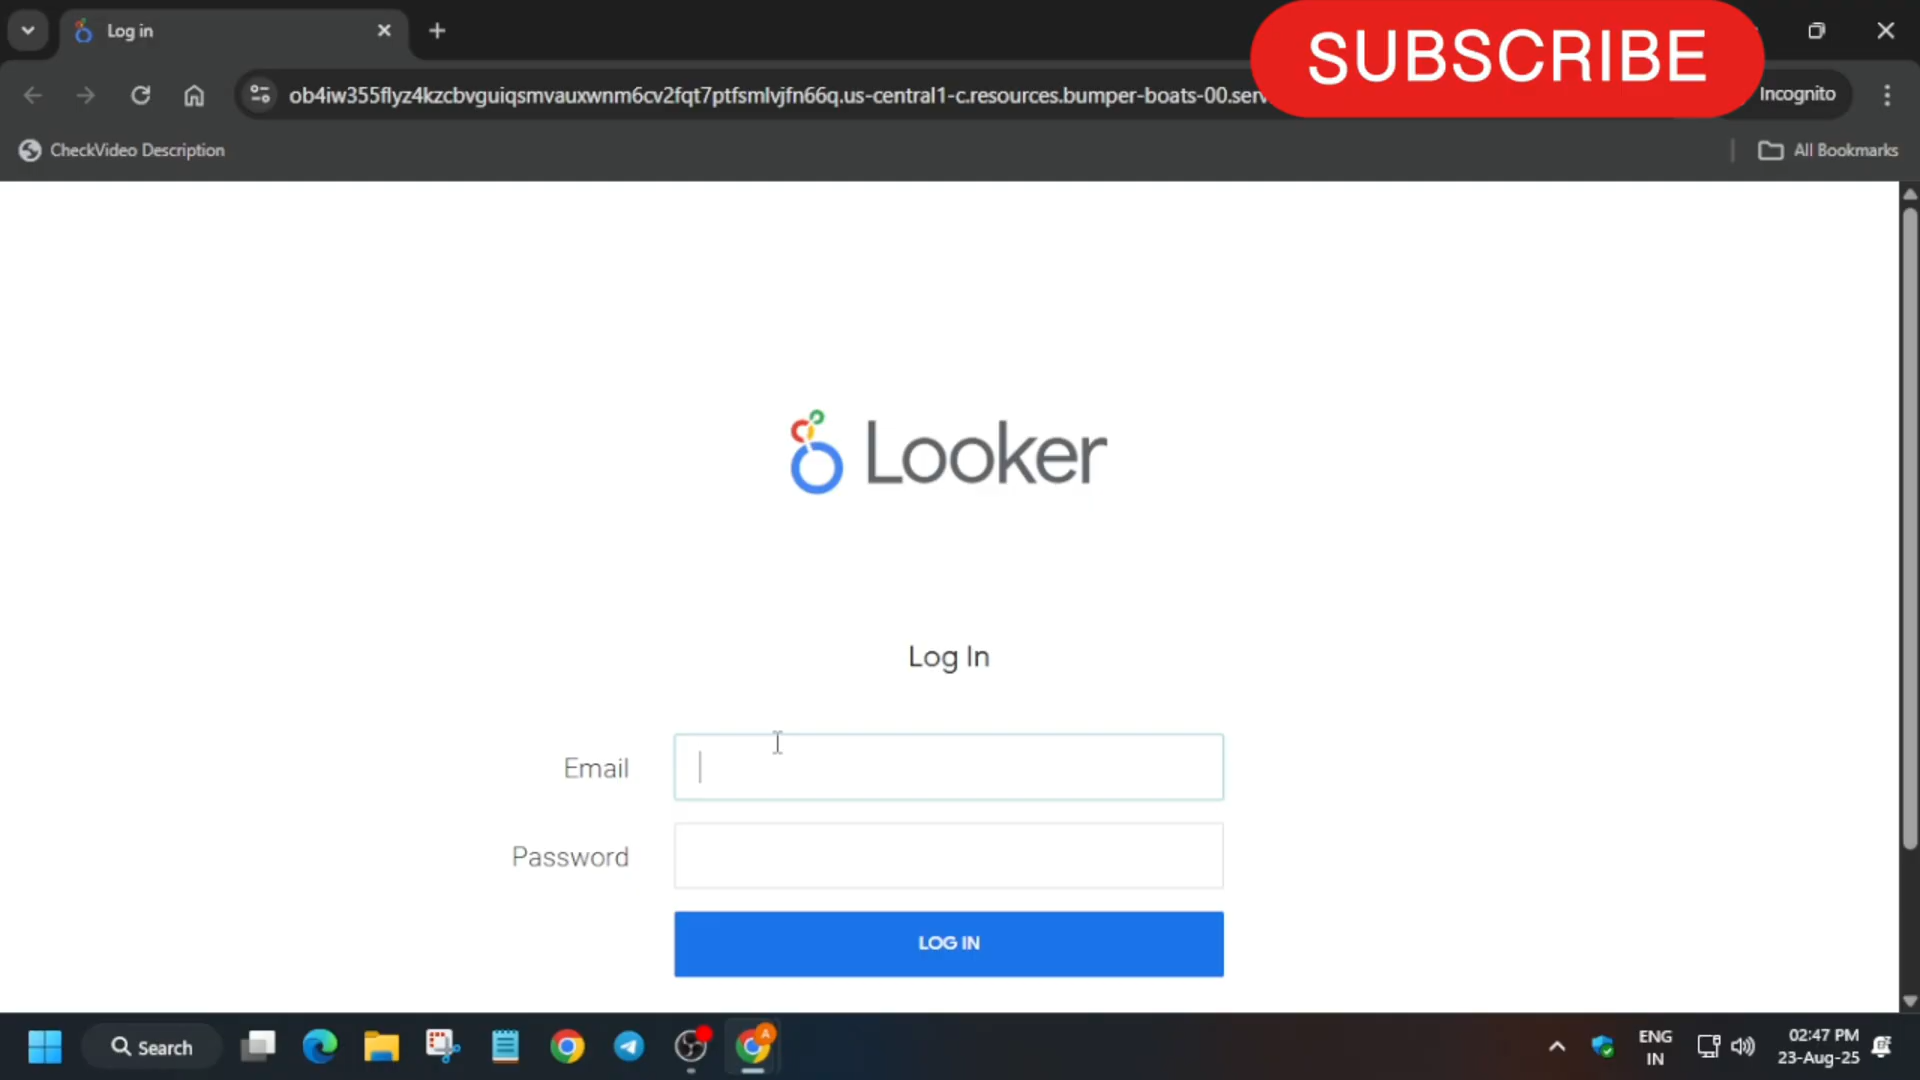 Log in
SUBSCRIBE
ob4iw355flyz4kzcbvguiqsmvauxwnm6cv2fqt7ptfsmlvjfn66q.us-central1-c.resources.bumper-boats-00.serv
Incognito
CheckVideo Description
All Bookmarks
Looker
Log In
Email
Password
LOG IN
Search
A
ENG
IN
02:47 PM
23-Aug-25